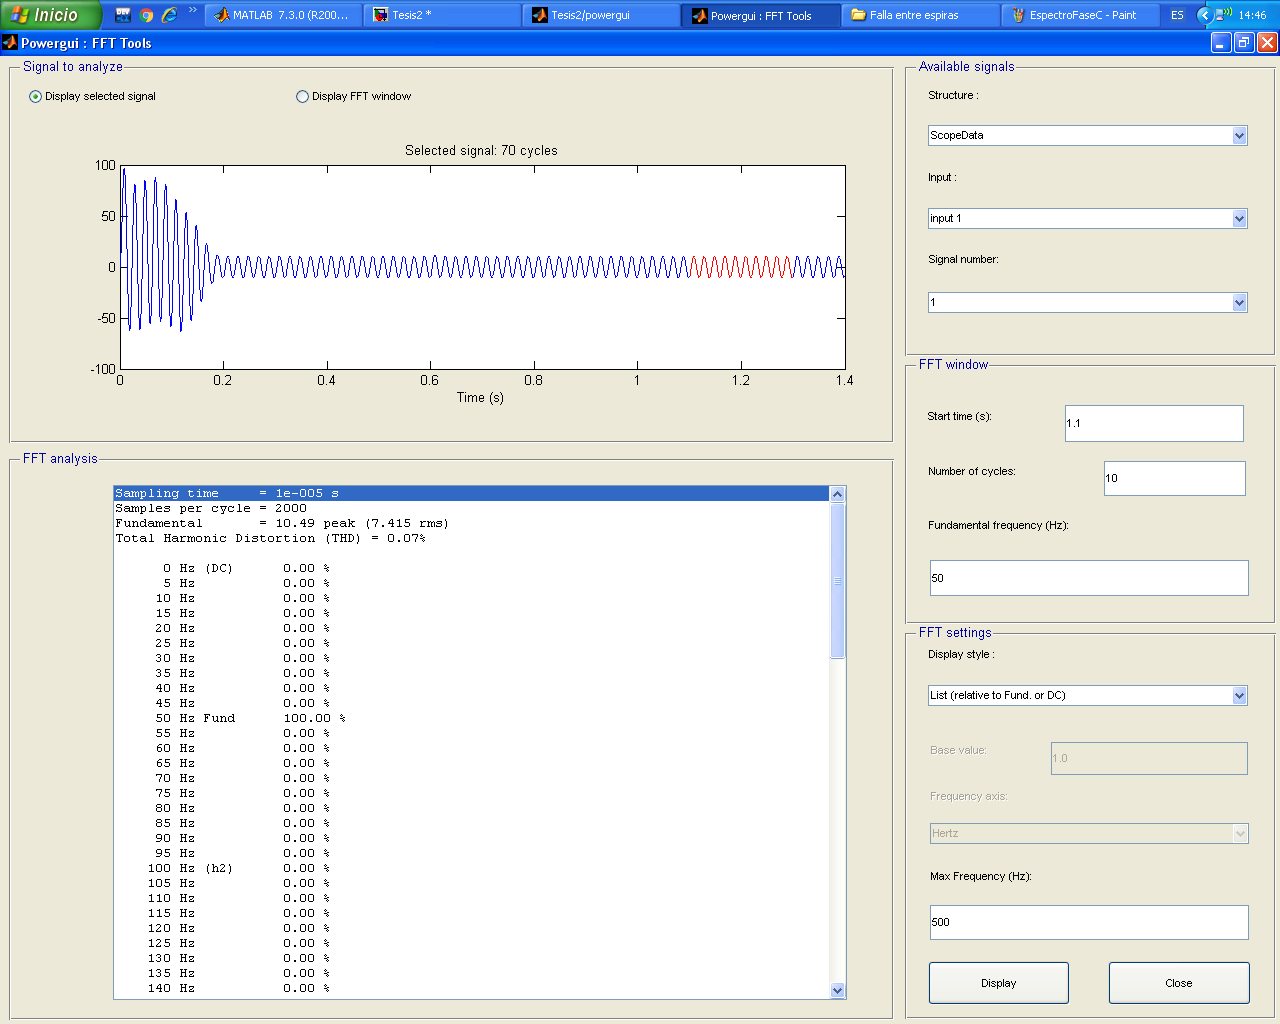 Inicio
MATLAB 7.3.0 (R200...
Tesis2 *
Tesis2/powergui
Powergui : FFT Tools
Falla entre espiras
EspectroFaseC - Paint
ES
14:46
Powergui : FFT Tools
Signal to analyze
Display selected signal
Display FFT window
Selected signal: 70 cycles
100
50
0
-50
-100
0 0.2 0.4 0.6 0.8 1 1.2 1.4
Time (s)
FFT analysis
Sampling time = 1e-005 s
Samples per cycle = 2000
Fundamental = 10.49 peak (7.415 rms)
Total Harmonic Distortion (THD) = 0.07%
0 Hz (DC) 0.00 %
5 Hz 0.00 %
10 Hz 0.00 %
15 Hz 0.00 %
20 Hz 0.00 %
25 Hz 0.00 %
30 Hz 0.00 %
35 Hz 0.00 %
40 Hz 0.00 %
45 Hz 0.00 %
50 Hz Fund 100.00 %
55 Hz 0.00 %
60 Hz 0.00 %
65 Hz 0.00 %
70 Hz 0.00 %
75 Hz 0.00 %
80 Hz 0.00 %
85 Hz 0.00 %
90 Hz 0.00 %
95 Hz 0.00 %
100 Hz (h2) 0.00 %
105 Hz 0.00 %
110 Hz 0.00 %
115 Hz 0.00 %
120 Hz 0.00 %
125 Hz 0.00 %
130 Hz 0.00 %
135 Hz 0.00 %
140 Hz 0.00 %
Available signals
Structure :
ScopeData
Input :
input 1
Signal number:
1
FFT window
Start time (s):
1.1
Number of cycles:
10
Fundamental frequency (Hz):
50
FFT settings
Display style :
List (relative to Fund. or DC)
Base value:
1.0
Frequency axis:
Hertz
Max Frequency (Hz):
500
Display
Close